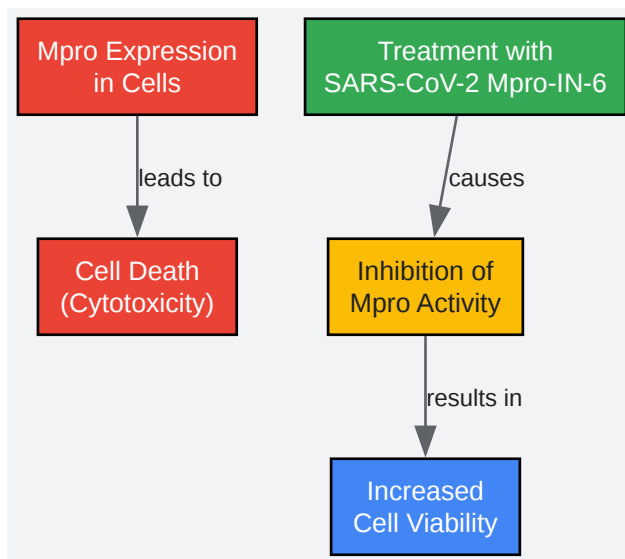 Mpro Expression
in Cells
Treatment with
SARS-CoV-2 Mpro-IN-6
leads to
causes
Cell Death
(Cytotoxicity)
Inhibition of
Mpro Activity
results in
Increased
Cell Viability